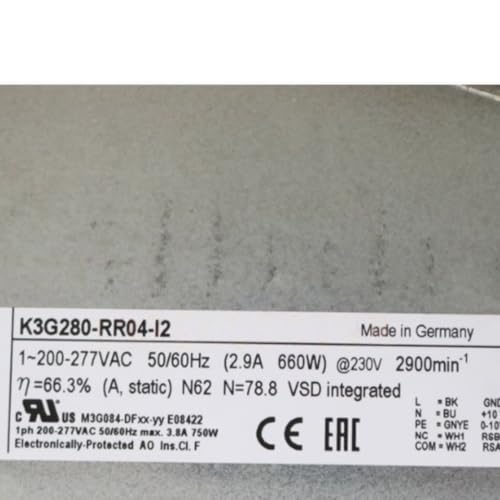 K3G280-RR04-I2 Made in Germany
1~200-277VAC 50/60Hz (2.9A 660W) @230V 2900min⁻¹
η=66.3% (A, static) N62 N=78.8 VSD integrated
c RU US M3G084-DFxx-yy E08422
1ph 200-277VAC 50/60Hz max. 3.8A 750W
Electronically-Protected AO Ins.Cl. F
CE EAC
L = BK GND
N = BU +10
PE = GNYE 0-10
NC = WH1 RSB
COM = WH2 RSA